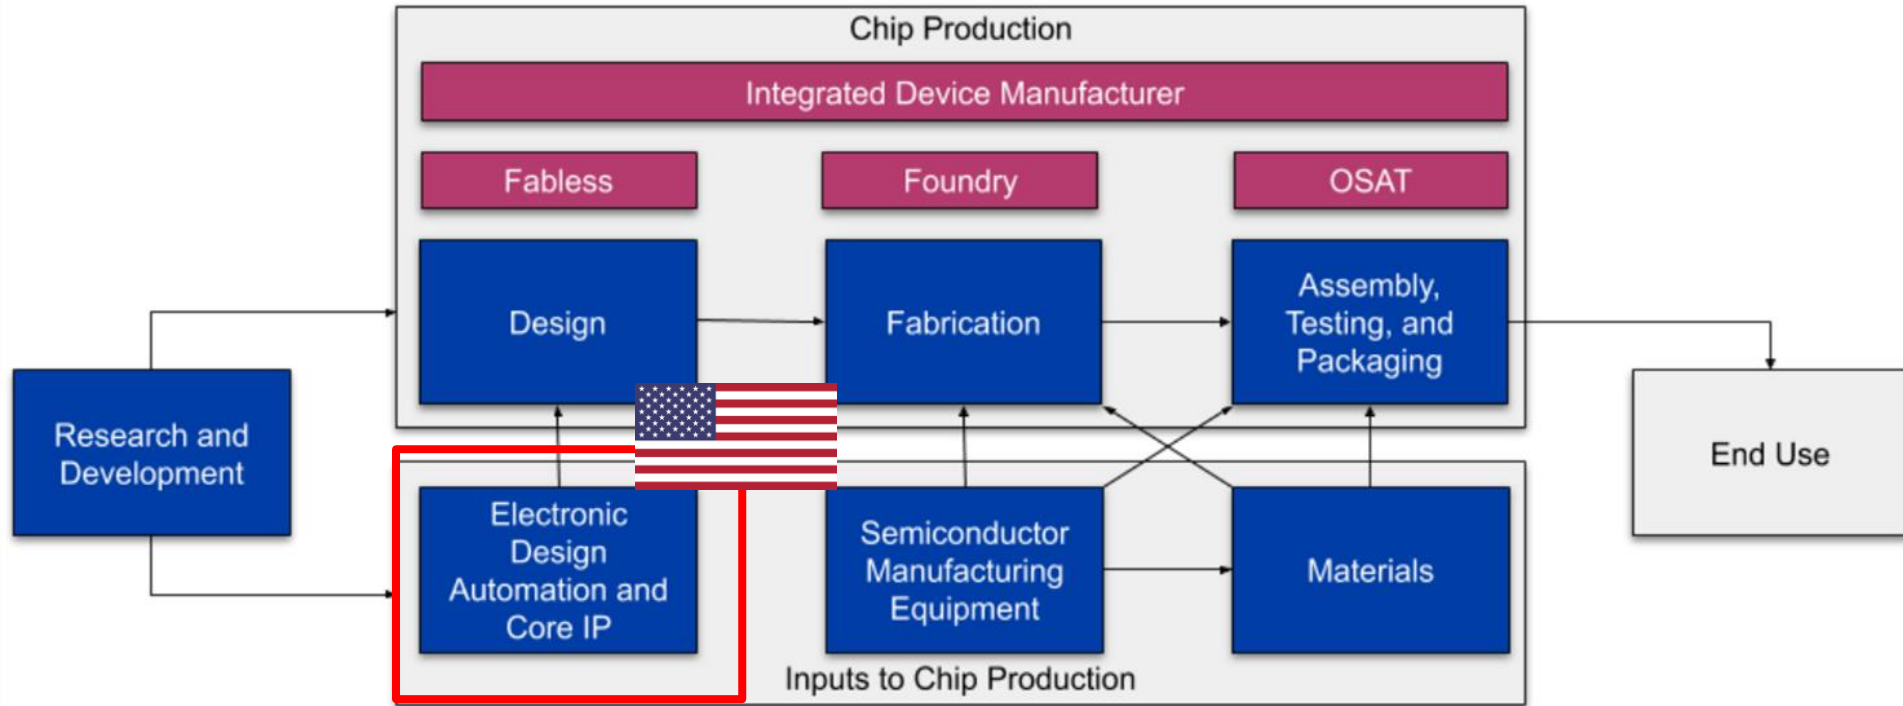 Chip Production
Integrated Device Manufacturer
Fabless
Foundry
OSAT
Design
Fabrication
Assembly,
Testing, and
Packaging
Research and
Development
End Use
Electronic
Design
Automation and
Core IP
Semiconductor
Manufacturing
Equipment
Materials
Inputs to Chip Production